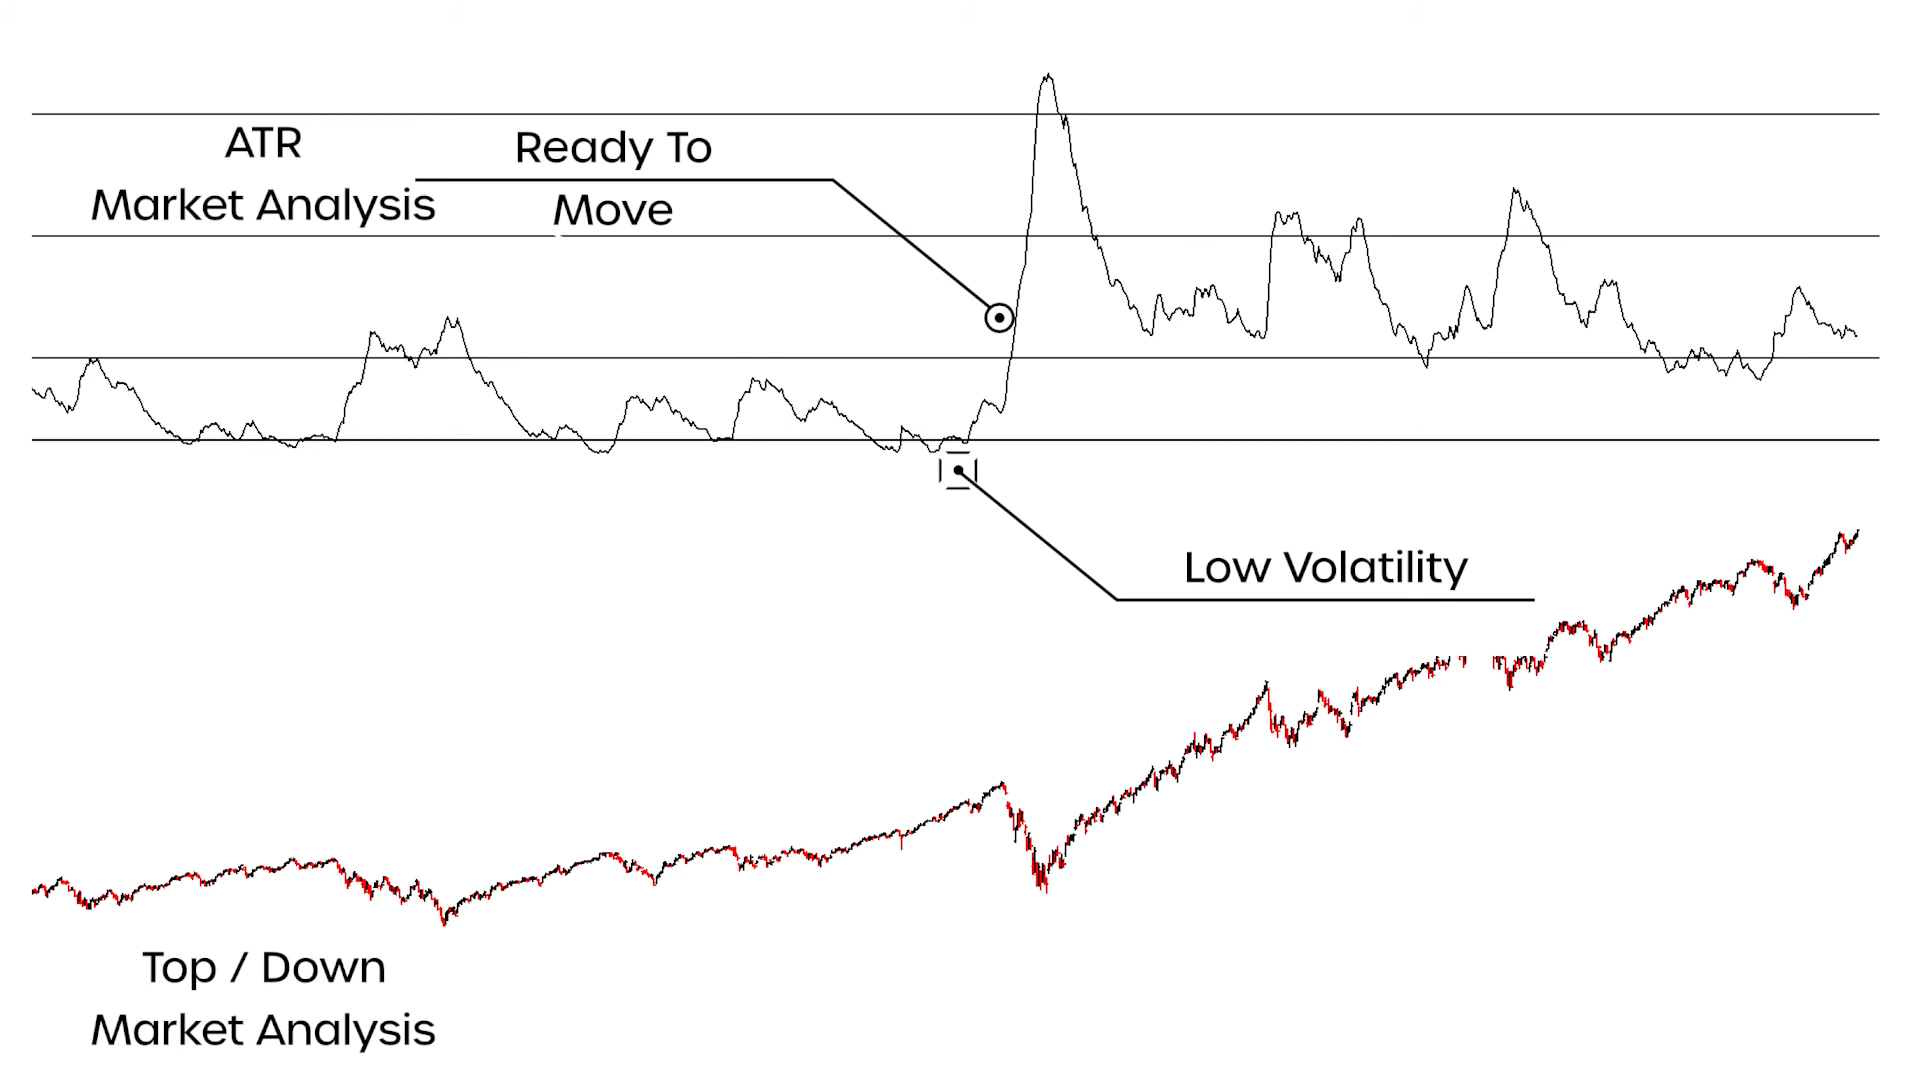 ATR
Market Analysis
Ready To
Move
Low Volatility
Top / Down
Market Analysis